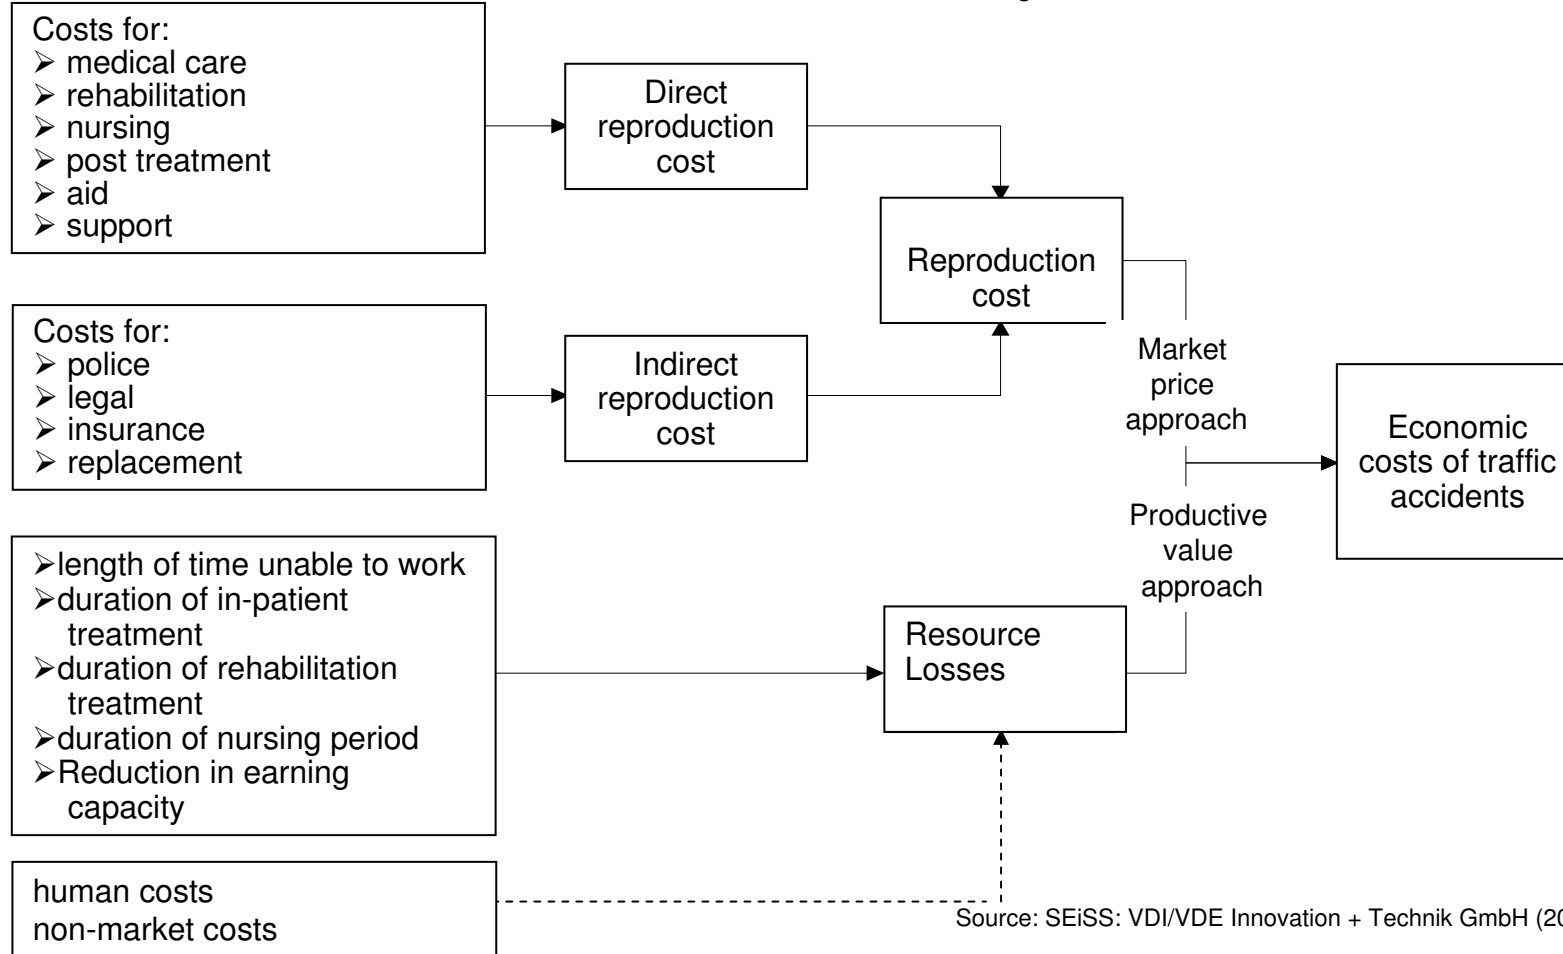 Costs for:
➢ medical care
➢ rehabilitation
➢ nursing
➢ post treatment
➢ aid
➢ support
Direct
reproduction
cost
Reproduction
cost
Costs for:
➢ police
➢ legal
➢ insurance
➢ replacement
Indirect
reproduction
cost
Market
price
approach
Economic
costs of traffic
accidents
Productive
value
approach
➢length of time unable to work
➢duration of in-patient
treatment
➢duration of rehabilitation
treatment
➢duration of nursing period
➢Reduction in earning
capacity
Resource
Losses
human costs
non-market costs
Source: SEiSS: VDI/VDE Innovation + Technik GmbH (20